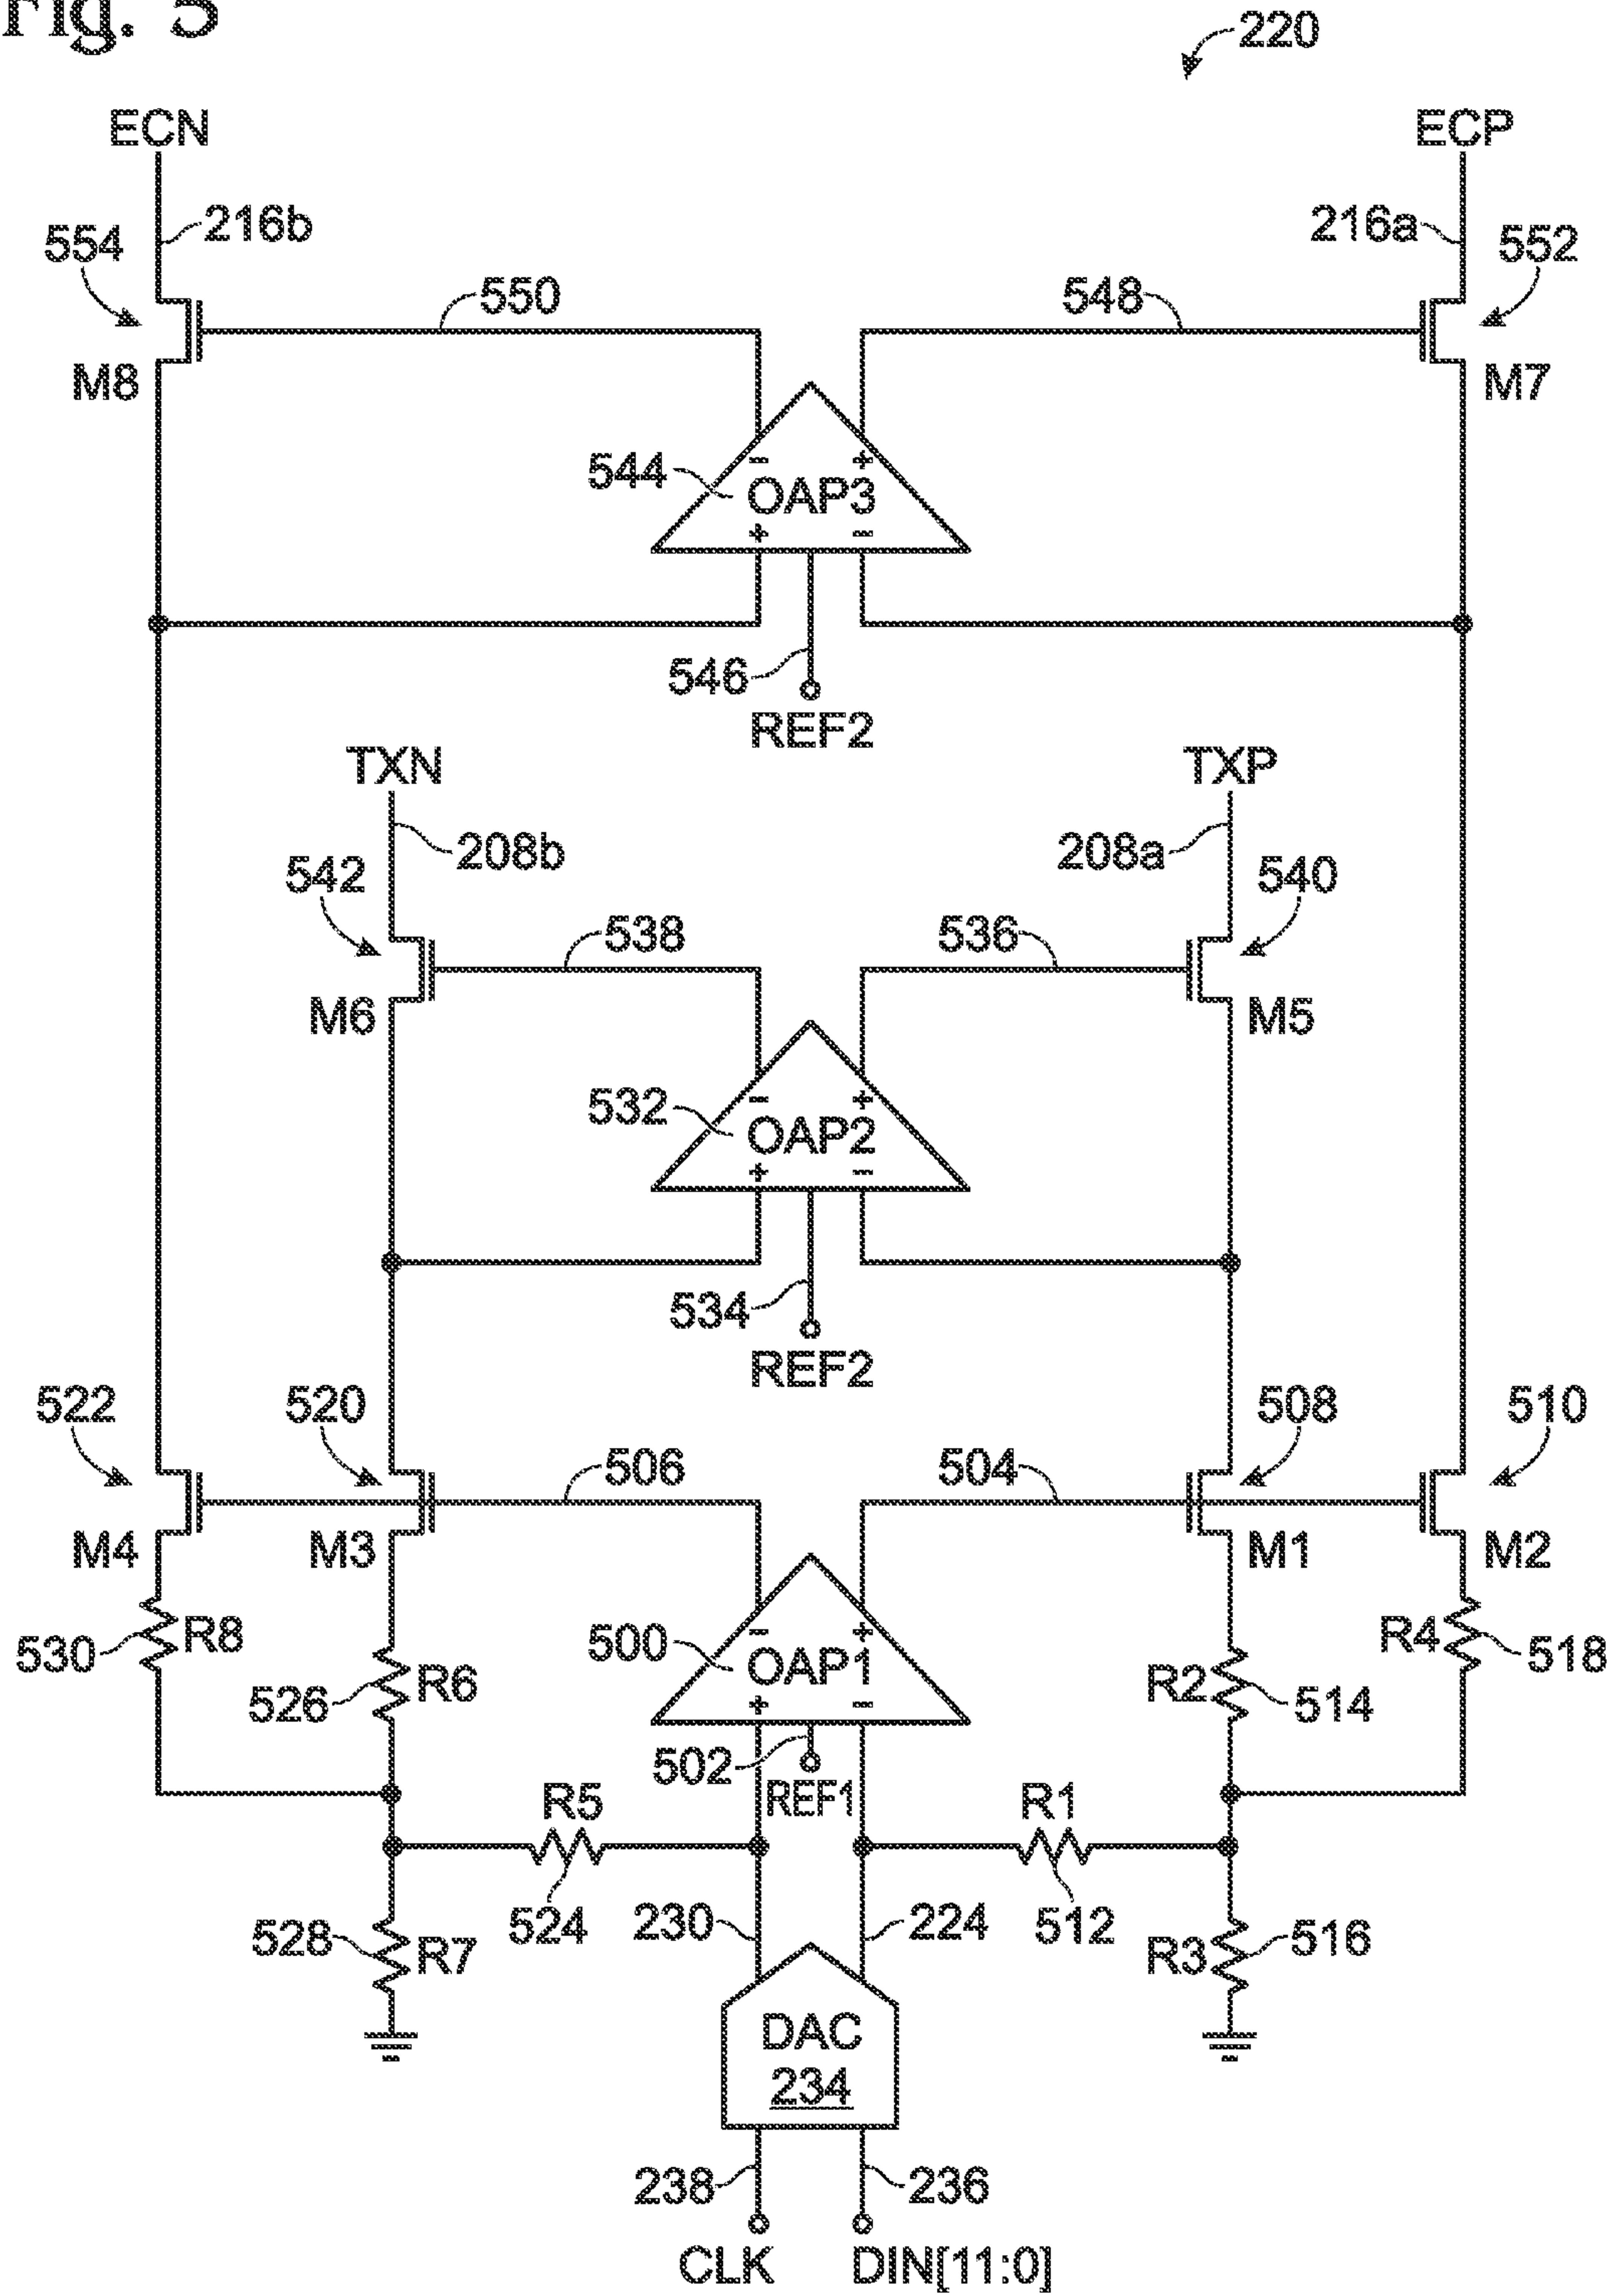 Fig. 5
220
ECN
ECP
216b
216a
554
552
550
548
M8
M7
544
- +
OAP3
+ -
546
REF2
TXN
TXP
208b
208a
542
540
538
536
M6
M5
532
- +
OAP2
+ -
534
REF2
522
520
508
510
506
504
M4
M3
M1
M2
530
R8
526
R6
500
- +
OAP1
+ -
R2
514
R4
518
502
REF1
R5
R1
524
230
224
512
528
R7
R3
516
DAC
234
238
236
CLK
DIN[11:0]